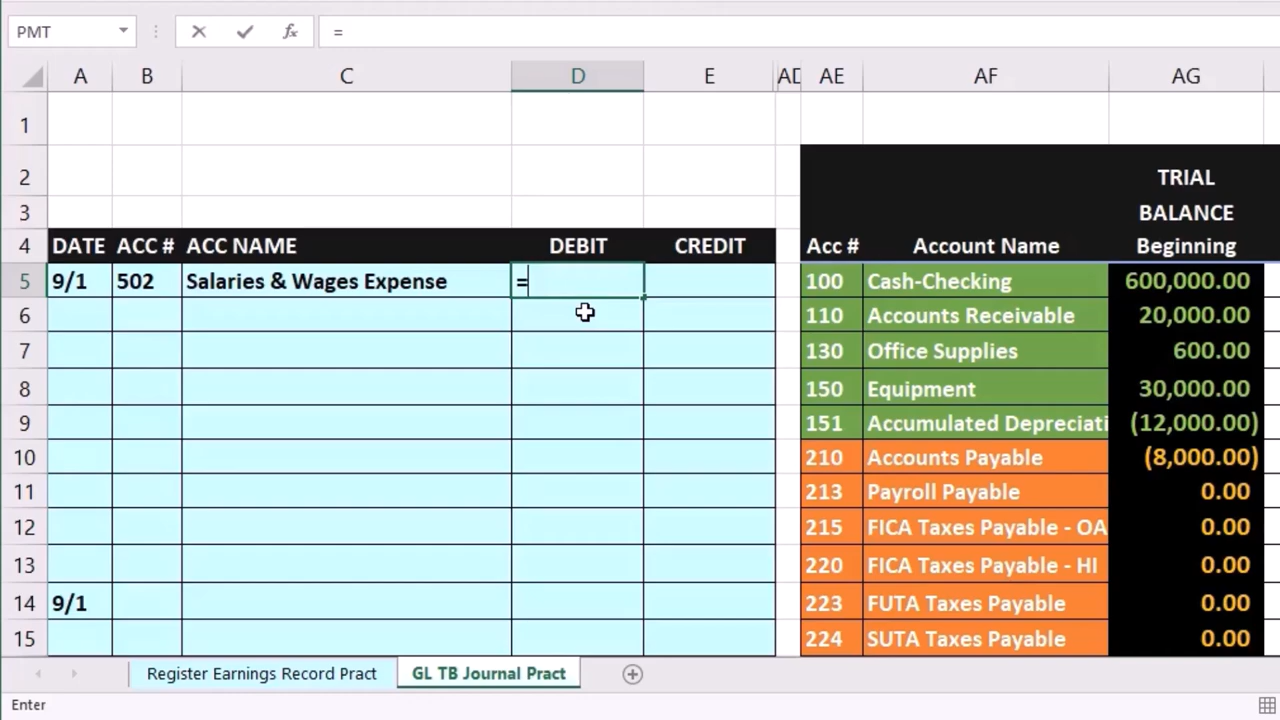 PMT fx =
A B C D E AD AE AF AG
1
2 TRIAL
3 BALANCE
4 DATE ACC # ACC NAME DEBIT CREDIT Acc # Account Name Beginning
5 9/1 502 Salaries & Wages Expense = 100 Cash-Checking 600,000.00
6 110 Accounts Receivable 20,000.00
7 130 Office Supplies 600.00
8 150 Equipment 30,000.00
9 151 Accumulated Depreciati (12,000.00)
10 210 Accounts Payable (8,000.00)
11 213 Payroll Payable 0.00
12 215 FICA Taxes Payable - OA 0.00
13 220 FICA Taxes Payable - HI 0.00
14 9/1 223 FUTA Taxes Payable 0.00
15 224 SUTA Taxes Payable 0.00
Register Earnings Record Pract GL TB Journal Pract
Enter